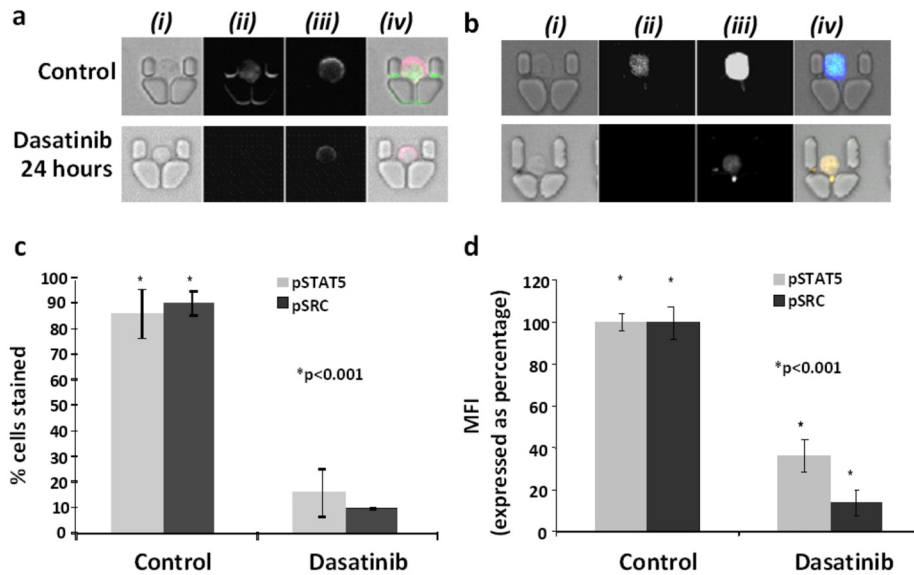 a
(i) (ii) (iii) (iv)
Control
Dasatinib
24 hours
b
(i) (ii) (iii) (iv)
c
% cells stained
100
90
80
70
60
50
40
30
20
10
0
* *
pSTAT5
pSRC
*p<0.001
Control Dasatinib
d
MFI
(expressed as percentage)
120
100
80
60
40
20
0
* *
pSTAT5
pSRC
*p<0.001
*
*
Control Dasatinib